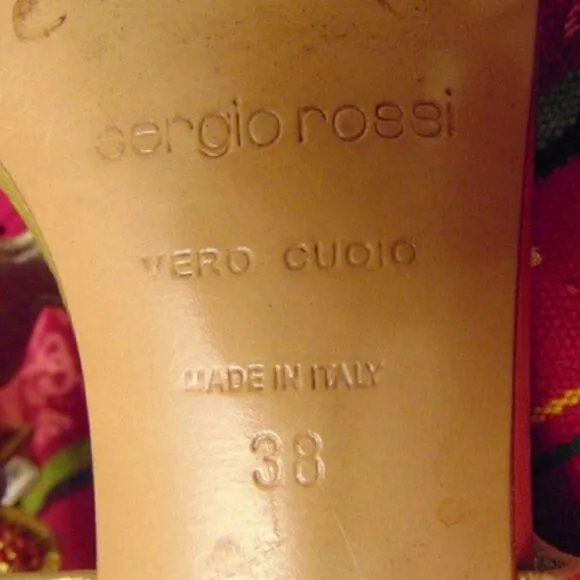 sergio rossi
VERO CUOIO
MADE IN ITALY
38